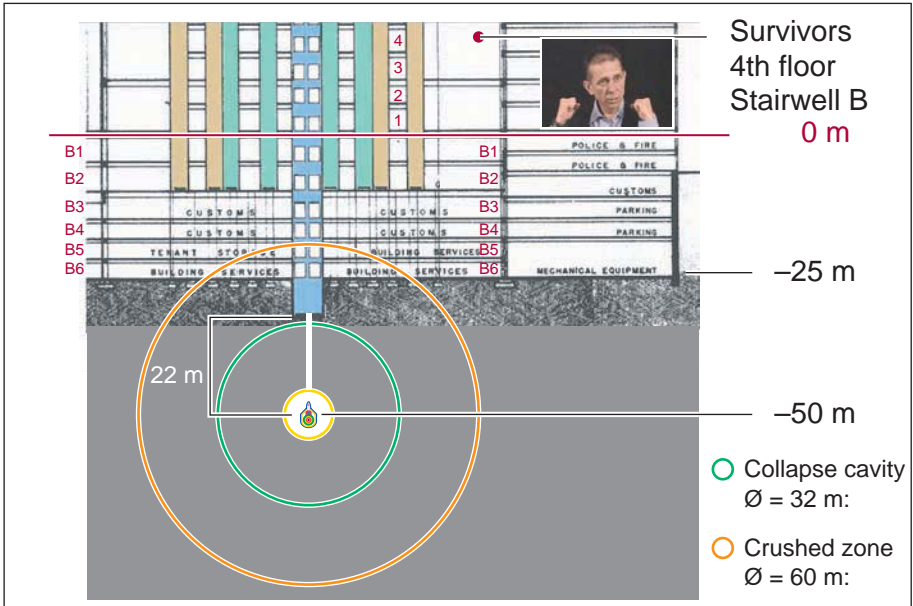 Survivors
4th floor
Stairwell B
0 m
4
3
2
1
B1 B1 POLICE & FIRE
POLICE & FIRE
B2 B2
CUSTOMS
B3 CUSTOMS CUSTOMS B3 PARKING
B4 CUSTOMS CUSTOMS B4 PARKING
B5 TENANT BUILDING SERVICES B5
B6 BUILDING SERVICES BUILDING SERVICES B6 MECHANICAL EQUIPMENT
–25 m
22 m
–50 m
Collapse cavity
Ø = 32 m:
Crushed zone
Ø = 60 m: